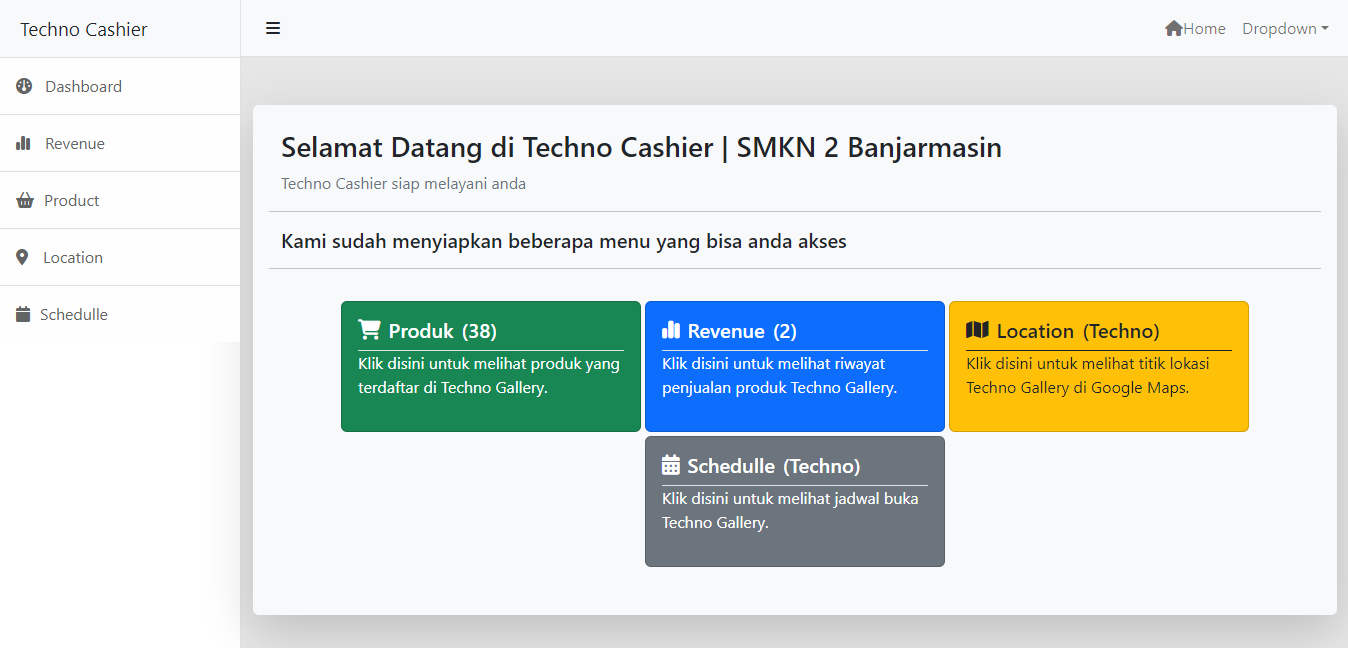 Techno Cashier
Home Dropdown
Dashboard
Revenue
Product
Location
Schedulle
Selamat Datang di Techno Cashier | SMKN 2 Banjarmasin
Techno Cashier siap melayani anda
Kami sudah menyiapkan beberapa menu yang bisa anda akses
Produk (38)
Klik disini untuk melihat produk yang
terdaftar di Techno Gallery.
Revenue (2)
Klik disini untuk melihat riwayat
penjualan produk Techno Gallery.
Location (Techno)
Klik disini untuk melihat titik lokasi
Techno Gallery di Google Maps.
Schedulle (Techno)
Klik disini untuk melihat jadwal buka
Techno Gallery.